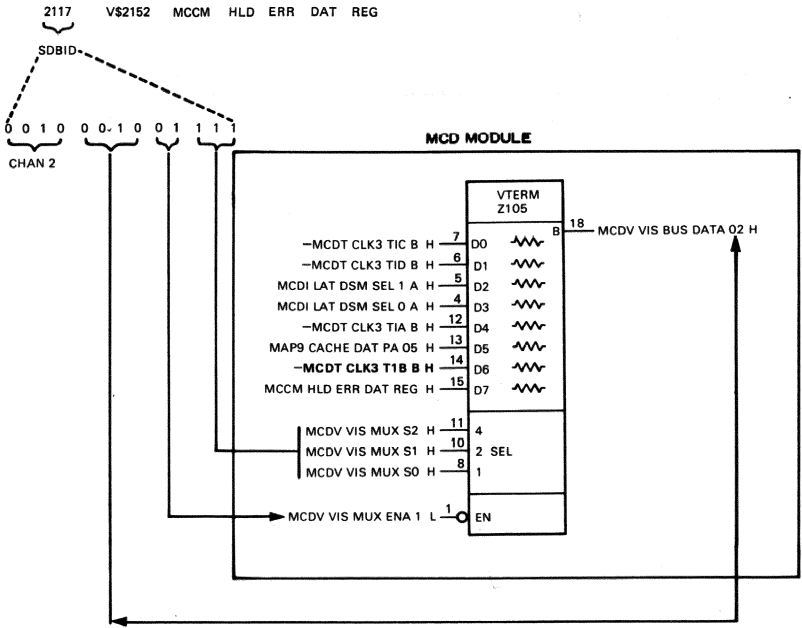 2117 V$2152 MCCM HLD ERR DAT REG
SDBID
0 0 1 0 0 0 1 0 0 1 1 1 1
CHAN 2
MCD MODULE
VTERM
Z105
B 18 MCDV VIS BUS DATA 02 H
—MCDT CLK3 TIC B H 7 D0
—MCDT CLK3 TID B H 6 D1
MCDI LAT DSM SEL 1 A H 5 D2
MCDI LAT DSM SEL 0 A H 4 D3
—MCDT CLK3 TIA B H 12 D4
MAP9 CACHE DAT PA 05 H 13 D5
—MCDT CLK3 T1B B H 14 D6
MCCM HLD ERR DAT REG H 15 D7
MCDV VIS MUX S2 H 11 4
MCDV VIS MUX S1 H 10 2 SEL
MCDV VIS MUX S0 H 8 1
MCDV VIS MUX ENA 1 L 1 EN